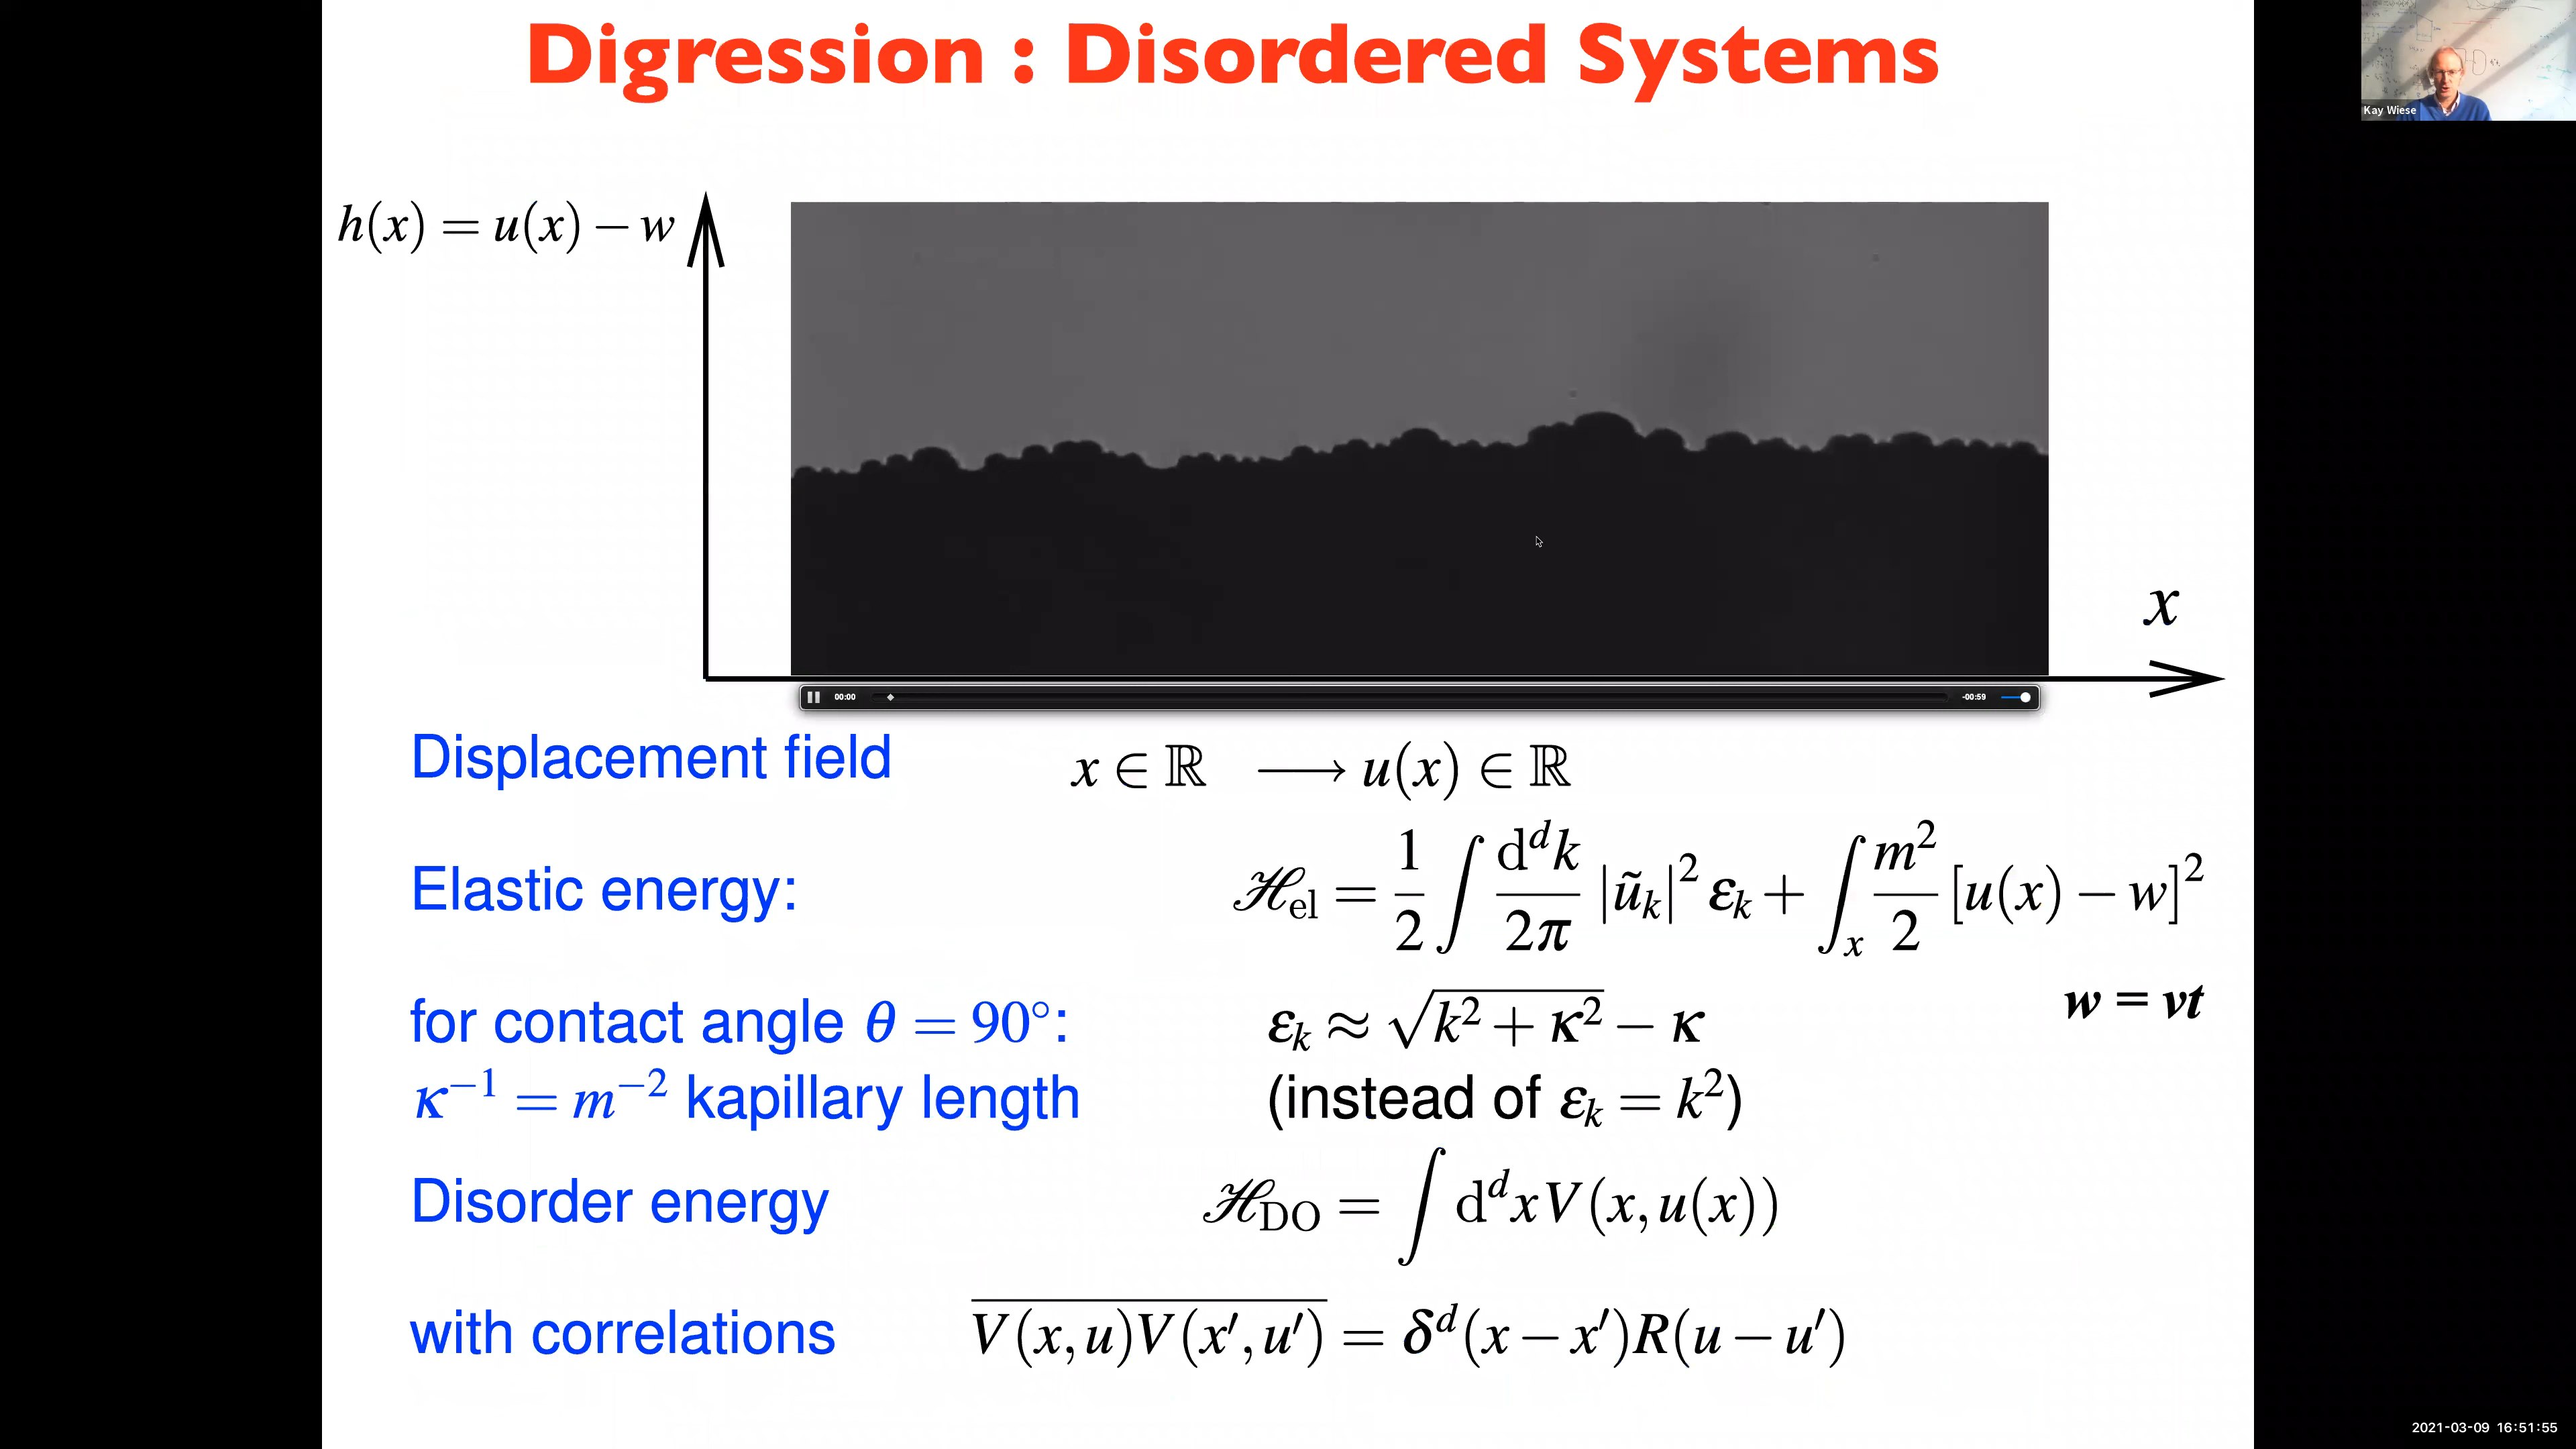 Digression : Disordered Systems
Kay Wiese
h(x) = u(x) − w
x
00:00
-00:59
Displacement field x ∈ ℝ ⟶ u(x) ∈ ℝ
Elastic energy: ℋ_el = 1/2 ∫ d^d k/2π |ũ_k|² ε_k + ∫_x m²/2 [u(x) − w]²
w = vt
for contact angle θ = 90°: ε_k ≈ √(k² + κ²) − κ
κ⁻¹ = m⁻² kapillary length (instead of ε_k = k²)
Disorder energy ℋ_DO = ∫ d^d x V(x, u(x))
with correlations \overline{V(x,u)V(x′,u′)} = δ^d(x − x′)R(u − u′)
2021-03-09 16:51:55